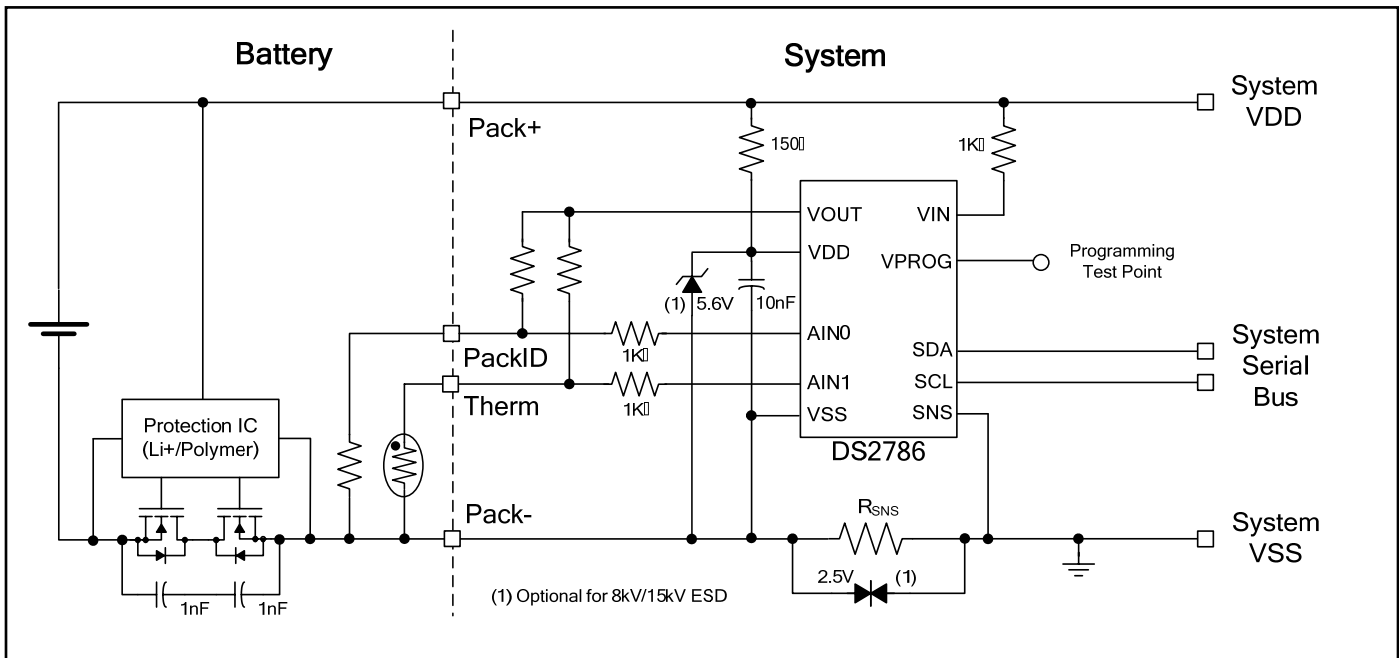 Battery
System
System
VDD
Pack+
150▯
1K▯
VOUT
VIN
VDD
VPROG
Programming
Test Point
(1)
5.6V
10nF
PackID
1K▯
AIN0
SDA
System
Serial
Bus
Therm
1K▯
AIN1
SCL
VSS
SNS
DS2786
Protection IC
(Li+/Polymer)
Pack-
RSNS
System
VSS
2.5V
(1)
1nF
1nF
(1) Optional for 8kV/15kV ESD